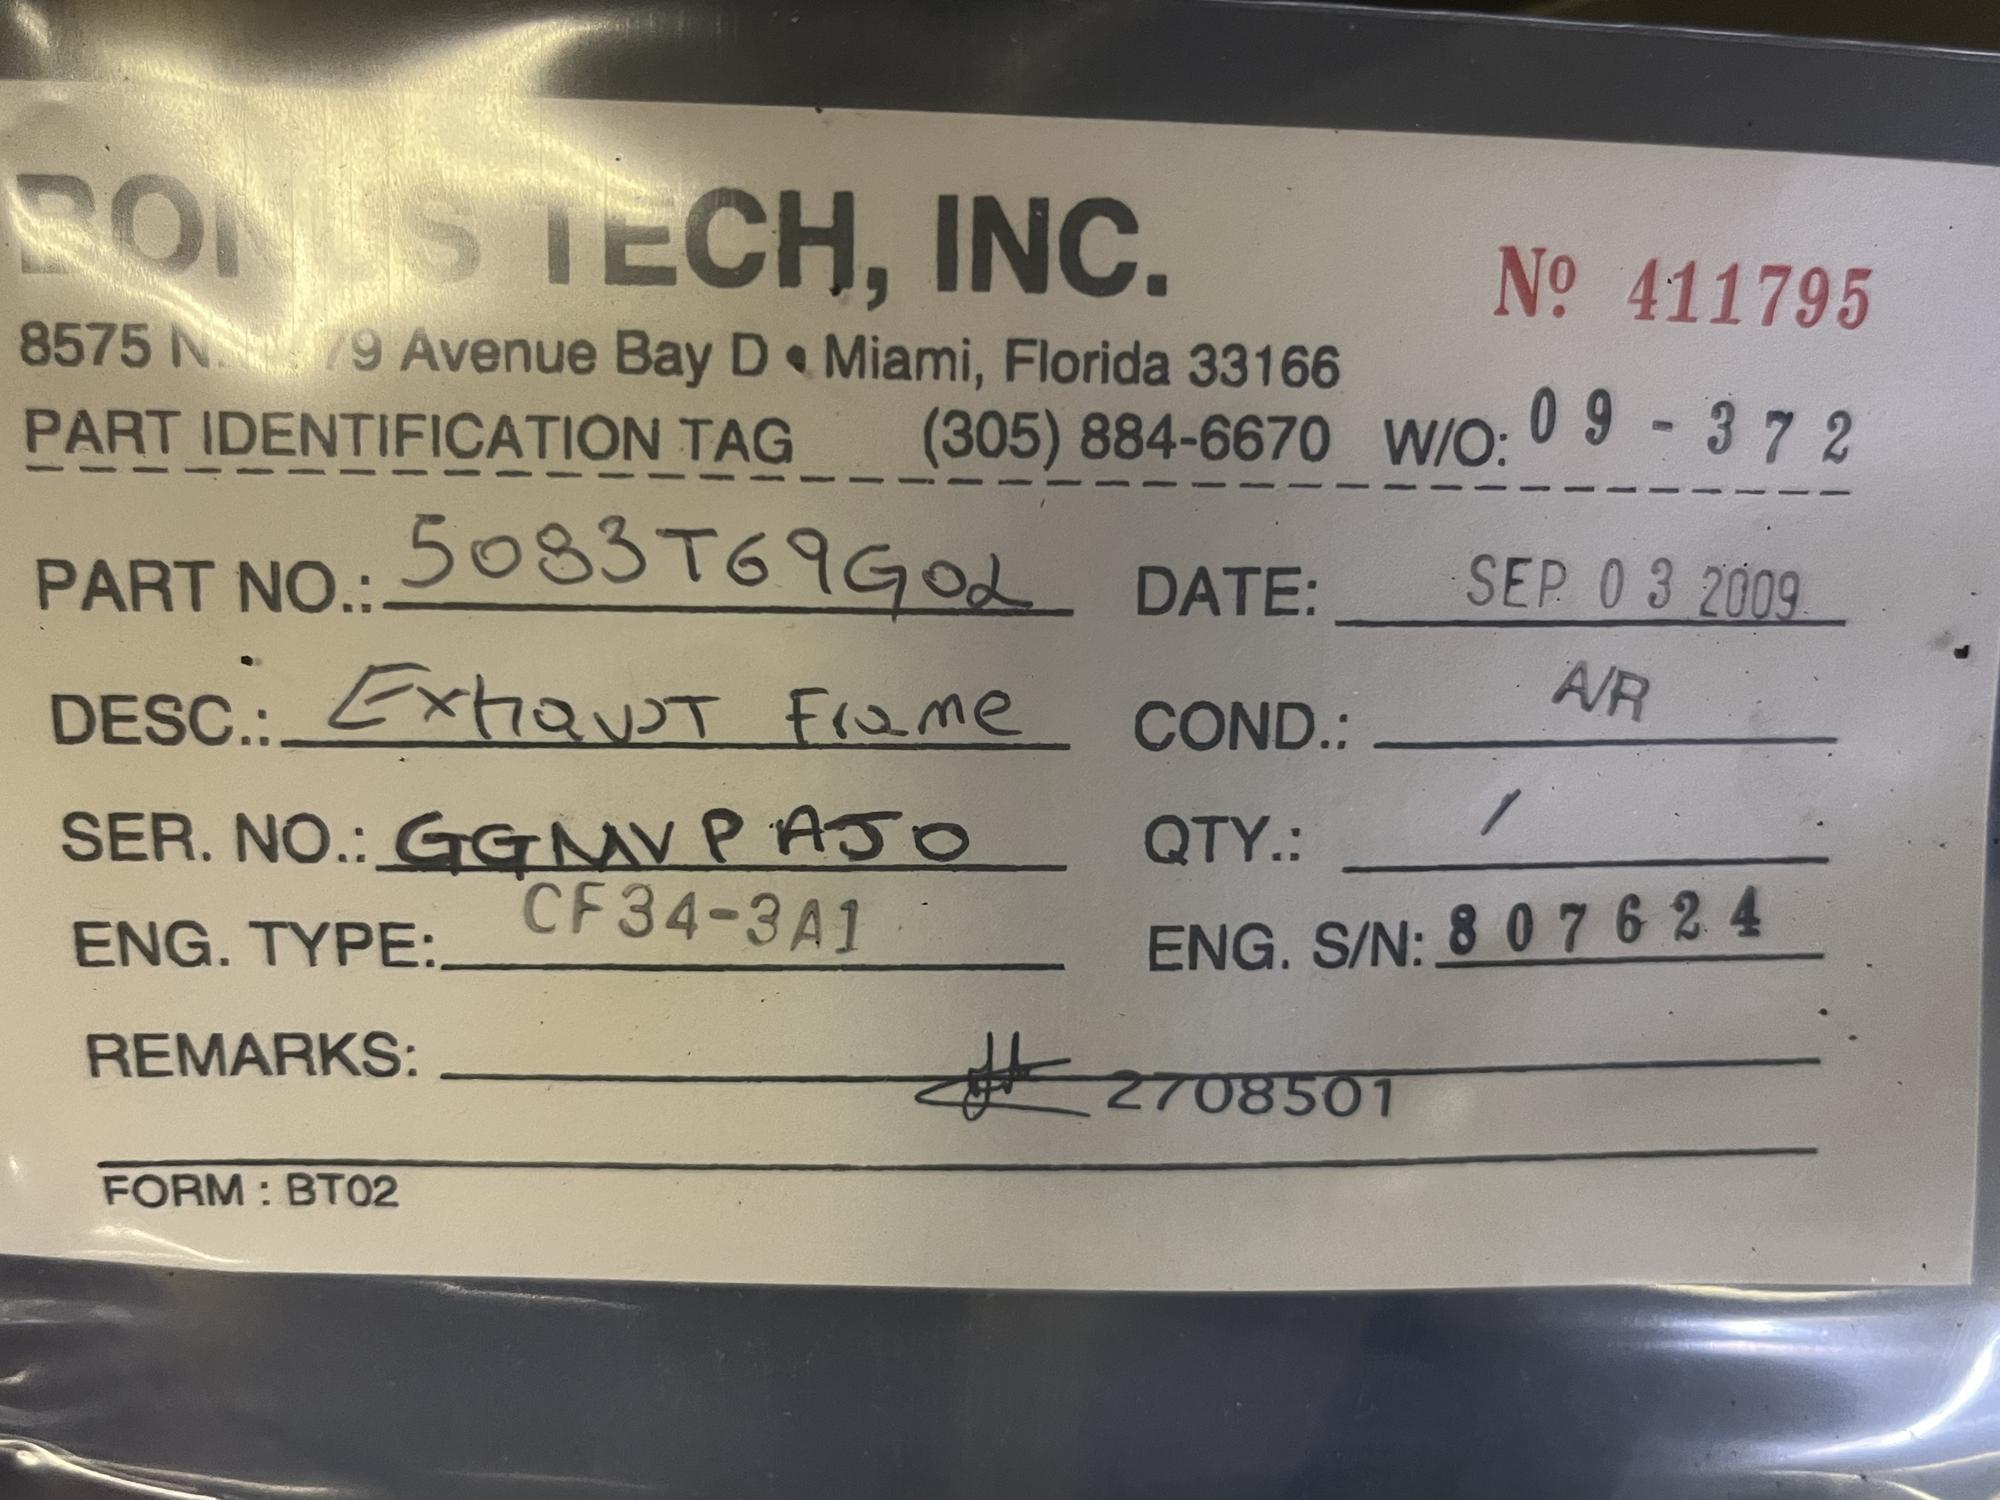 BONUS TECH, INC.
Nº 411795
8575 N. 79 Avenue Bay D • Miami, Florida 33166
PART IDENTIFICATION TAG (305) 884-6670 W/O: 09-372
PART NO.: 5083T69G02 DATE: SEP 03 2009
DESC.: Exhaust Frame COND.: A/R
SER. NO.: GGMVPAJ0 QTY.: 1
ENG. TYPE: CF34-3A1 ENG. S/N: 807624
REMARKS:
2708501
FORM : BT02